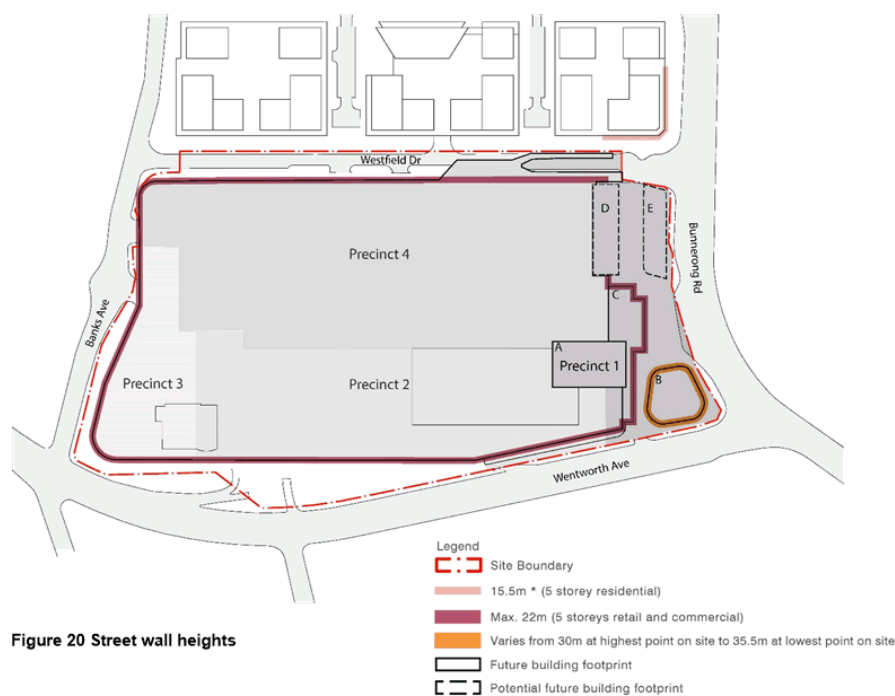 Westfield Dr
D
E
Bunnerong Rd
Precinct 4
C
Banks Ave
A
Precinct 1
Precinct 3
Precinct 2
B
Wentworth Ave
Legend
Site Boundary
15.5m * (5 storey residential)
Max. 22m (5 storeys retail and commercial)
Varies from 30m at highest point on site to 35.5m at lowest point on site
Future building footprint
Potential future building footprint
Figure 20 Street wall heights